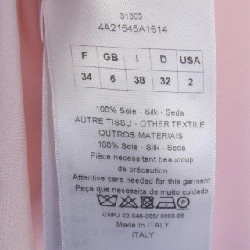 4A21545A1614
F GB I D USA
34 6 38 32 2
100% Soie - Silk - Seda
AUTRE TISSU - OTHER TEXTILE
OUTROS MATERIAIS
100% Soie - Silk - Seda
Pièce necessitant beaucoup
de précaution
Attentive care needed for this garment
Peça que necessita de muito cuidado
MADE IN ITALY
ITALY